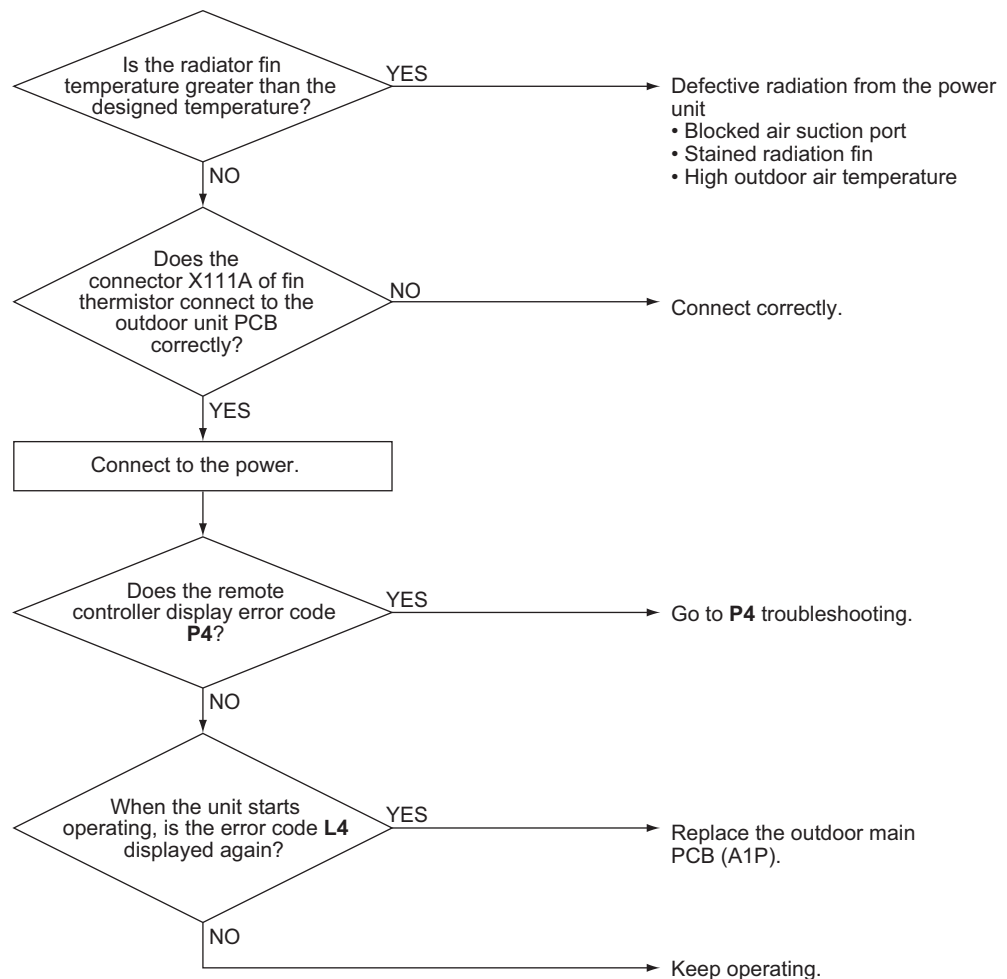 Is the radiator fin
temperature greater than the
designed temperature?
YES
Defective radiation from the power
unit
• Blocked air suction port
• Stained radiation fin
• High outdoor air temperature
NO
Does the
connector X111A of fin
thermistor connect to the
outdoor unit PCB
correctly?
NO
Connect correctly.
YES
Connect to the power.
Does the remote
controller display error code
P4?
YES
Go to P4 troubleshooting.
NO
When the unit starts
operating, is the error code L4
displayed again?
YES
Replace the outdoor main
PCB (A1P).
NO
Keep operating.